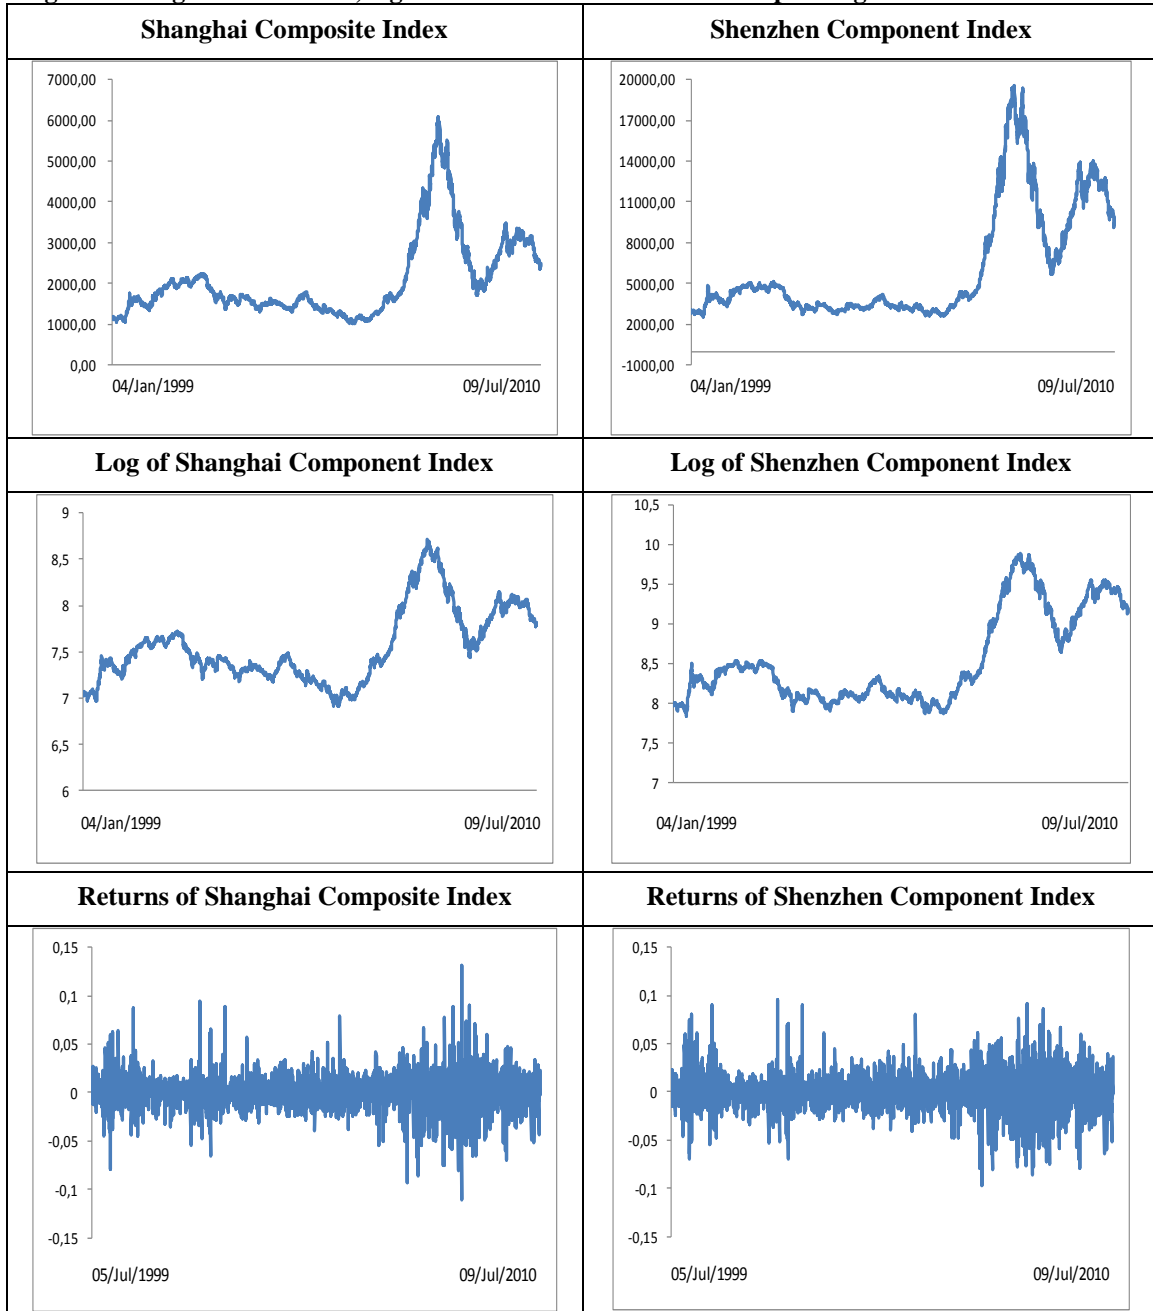 Shanghai Composite Index
Shenzhen Component Index
7000,00
6000,00
5000,00
4000,00
3000,00
2000,00
1000,00
0,00
04/Jan/1999
09/Jul/2010
20000,00
17000,00
14000,00
11000,00
8000,00
5000,00
2000,00
-1000,00
04/Jan/1999
09/Jul/2010
Log of Shanghai Component Index
Log of Shenzhen Component Index
9
8,5
8
7,5
7
6,5
6
04/Jan/1999
09/Jul/2010
10,5
10
9,5
9
8,5
8
7,5
7
04/Jan/1999
09/Jul/2010
Returns of Shanghai Composite Index
Returns of Shenzhen Component Index
0,15
0,1
0,05
0
-0,05
-0,1
-0,15
05/Jul/1999
09/Jul/2010
0,15
0,1
0,05
0
-0,05
-0,1
-0,15
05/Jul/1999
09/Jul/2010